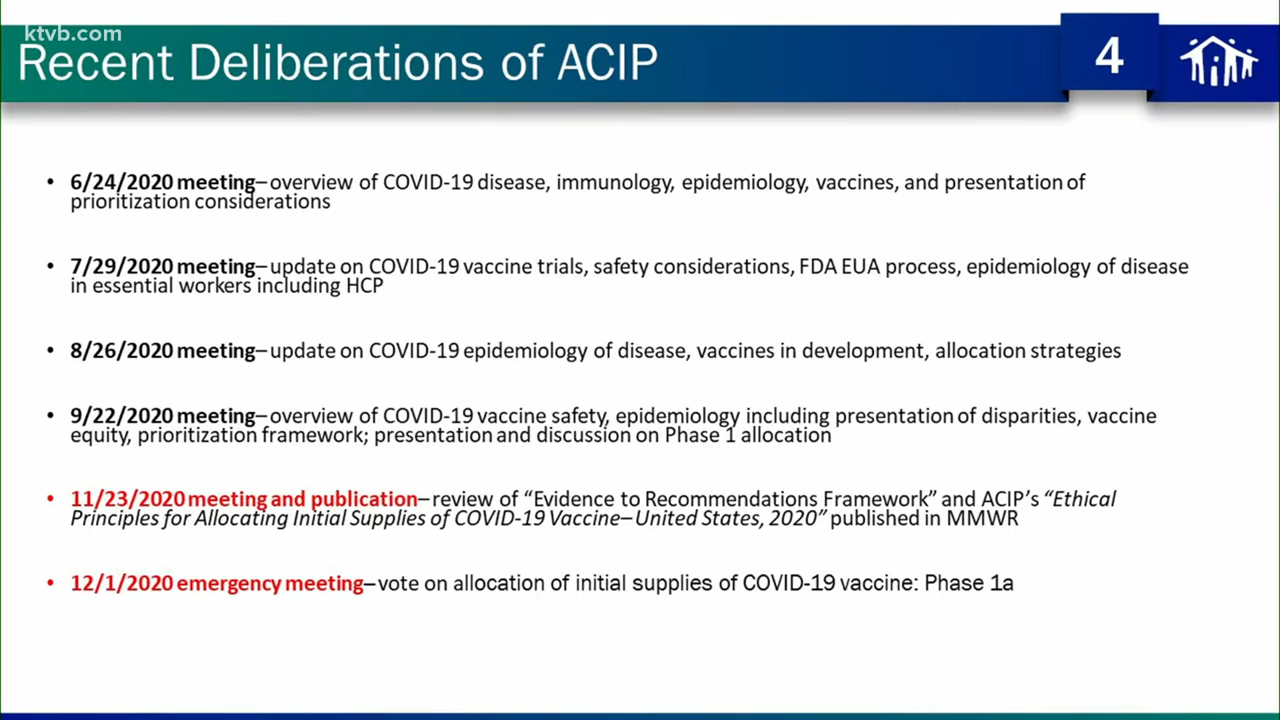 ktvb.com
Recent Deliberations of ACIP
4
• 6/24/2020 meeting–overview of COVID-19 disease, immunology, epidemiology, vaccines, and presentation of
prioritization considerations
• 7/29/2020 meeting–update on COVID-19 vaccine trials, safety considerations, FDA EUA process, epidemiology of disease
in essential workers including HCP
• 8/26/2020 meeting–update on COVID-19 epidemiology of disease, vaccines in development, allocation strategies
• 9/22/2020 meeting–overview of COVID-19 vaccine safety, epidemiology including presentation of disparities, vaccine
equity, prioritization framework; presentation and discussion on Phase 1 allocation
• 11/23/2020 meeting and publication–review of “Evidence to Recommendations Framework” and ACIP’s “Ethical
Principles for Allocating Initial Supplies of COVID-19 Vaccine–United States, 2020” published in MMWR
• 12/1/2020 emergency meeting–vote on allocation of initial supplies of COVID-19 vaccine: Phase 1a